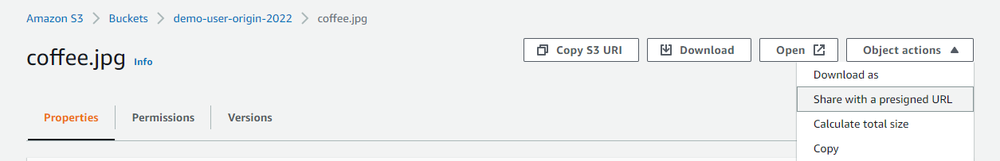 Amazon S3 > Buckets > demo-user-origin-2022 > coffee.jpg
coffee.jpg Info
Copy S3 URI Download Open Object actions
Download as
Share with a presigned URL
Calculate total size
Copy
Properties Permissions Versions